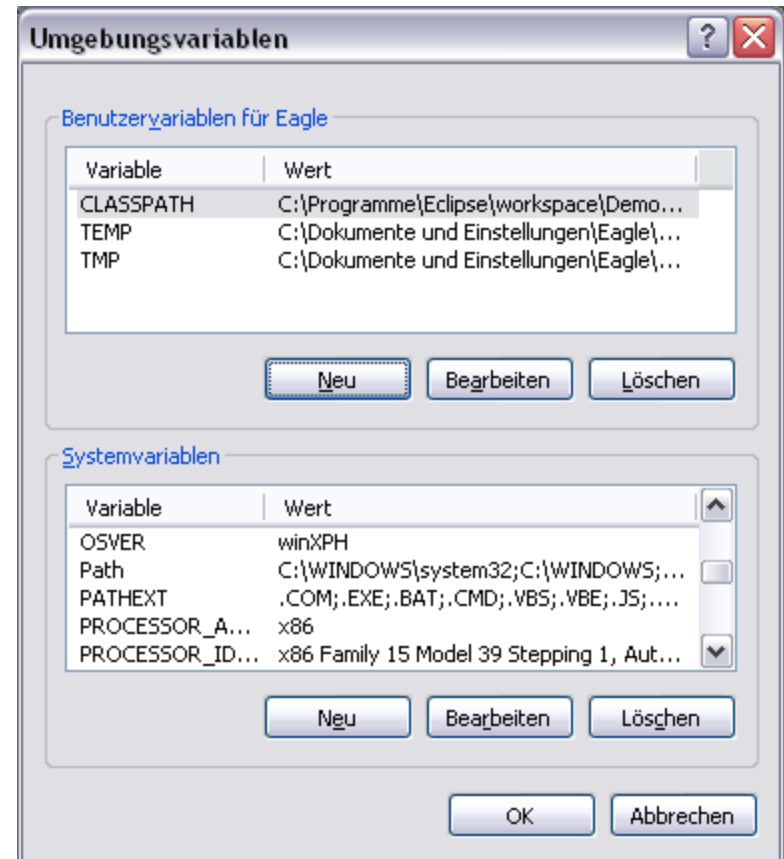 Umgebungsvariablen
Benutzervariablen für Eagle
Variable Wert
CLASSPATH C:\Programme\Eclipse\workspace\Demo...
TEMP C:\Dokumente und Einstellungen\Eagle\...
TMP C:\Dokumente und Einstellungen\Eagle\...
Neu Bearbeiten Löschen
Systemvariablen
Variable Wert
OSVER winXPH
Path C:\WINDOWS\system32;C:\WINDOWS;...
PATHEXT .COM;.EXE;.BAT;.CMD;.VBS;.VBE;.JS;....
PROCESSOR_A... x86
PROCESSOR_ID... x86 Family 15 Model 39 Stepping 1, Aut...
Neu Bearbeiten Löschen
OK Abbrechen